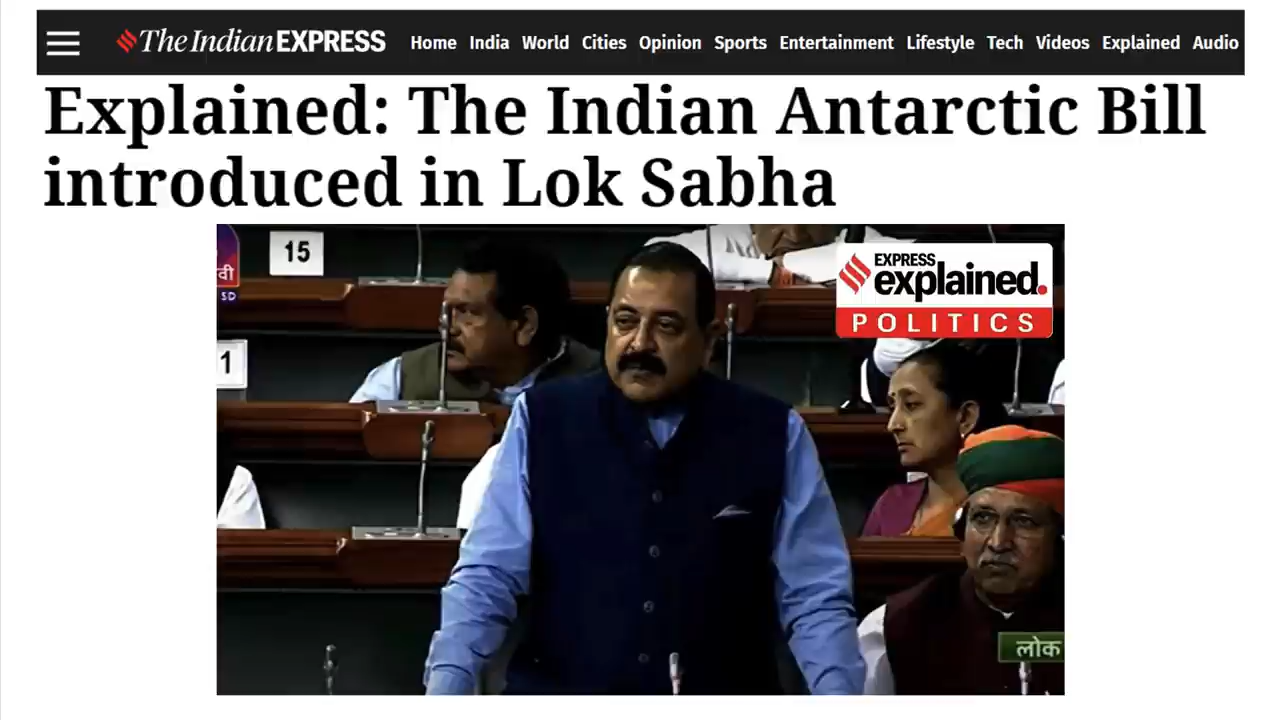 The Indian EXPRESS Home India World Cities Opinion Sports Entertainment Lifestyle Tech Videos Explained Audio
Explained: The Indian Antarctic Bill
introduced in Lok Sabha
15
वी
SD
1
EXPRESS
explained.
POLITICS
लोक